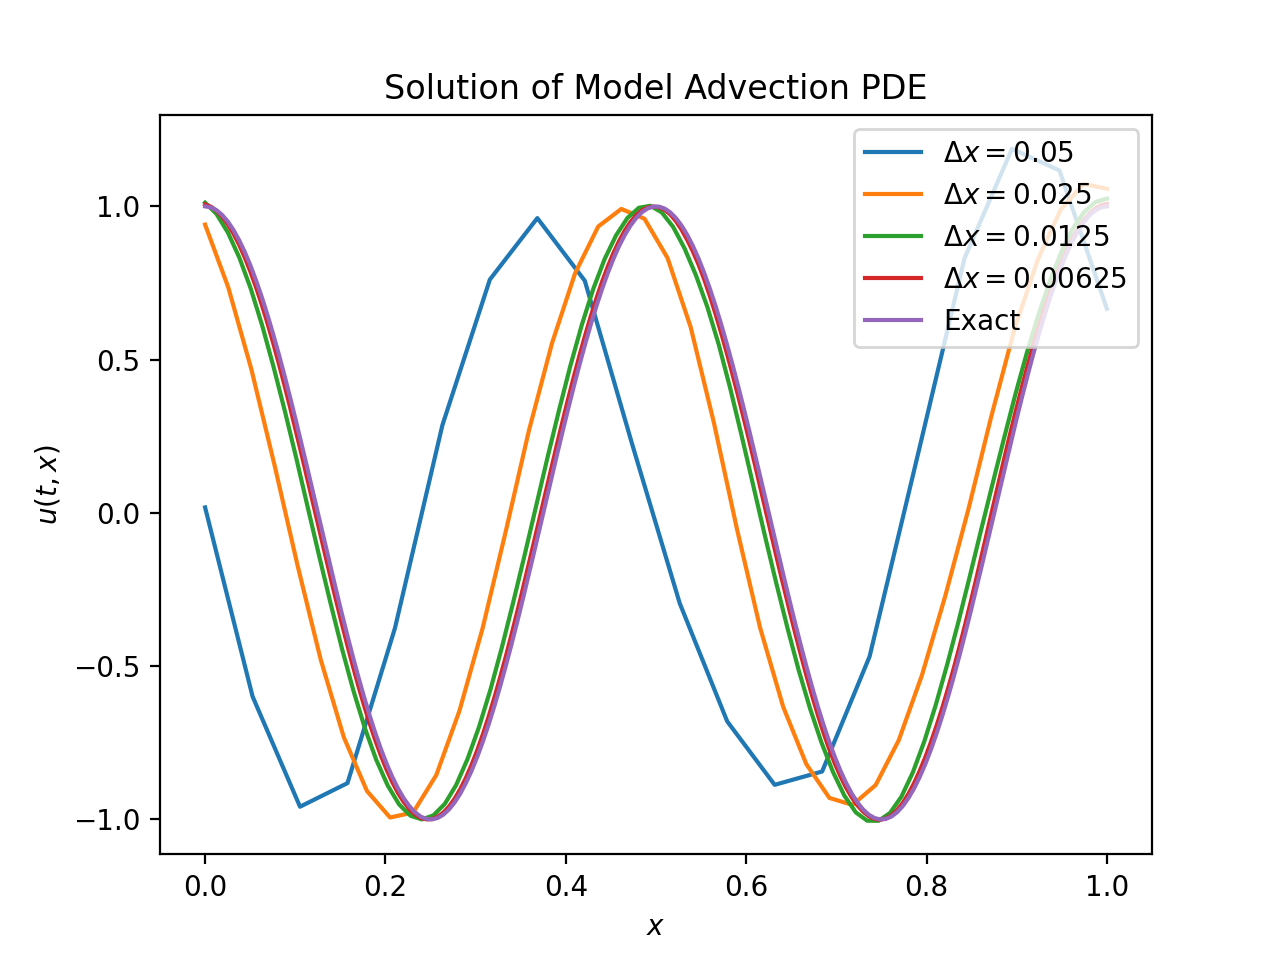 Solution of Model Advection PDE
Δx = 0.05
Δx = 0.025
Δx = 0.0125
Δx = 0.00625
Exact
1.0
0.5
0.0
−0.5
−1.0
u(t, x)
0.0 0.2 0.4 0.6 0.8 1.0
x